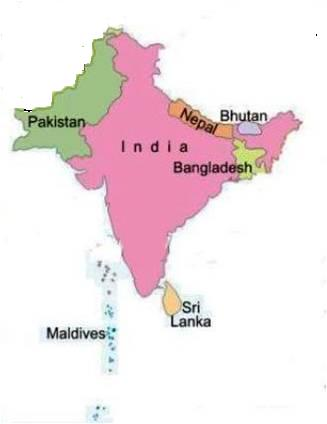 Pakistan
Nepal
Bhutan
India
Bangladesh
Sri
Lanka
Maldives